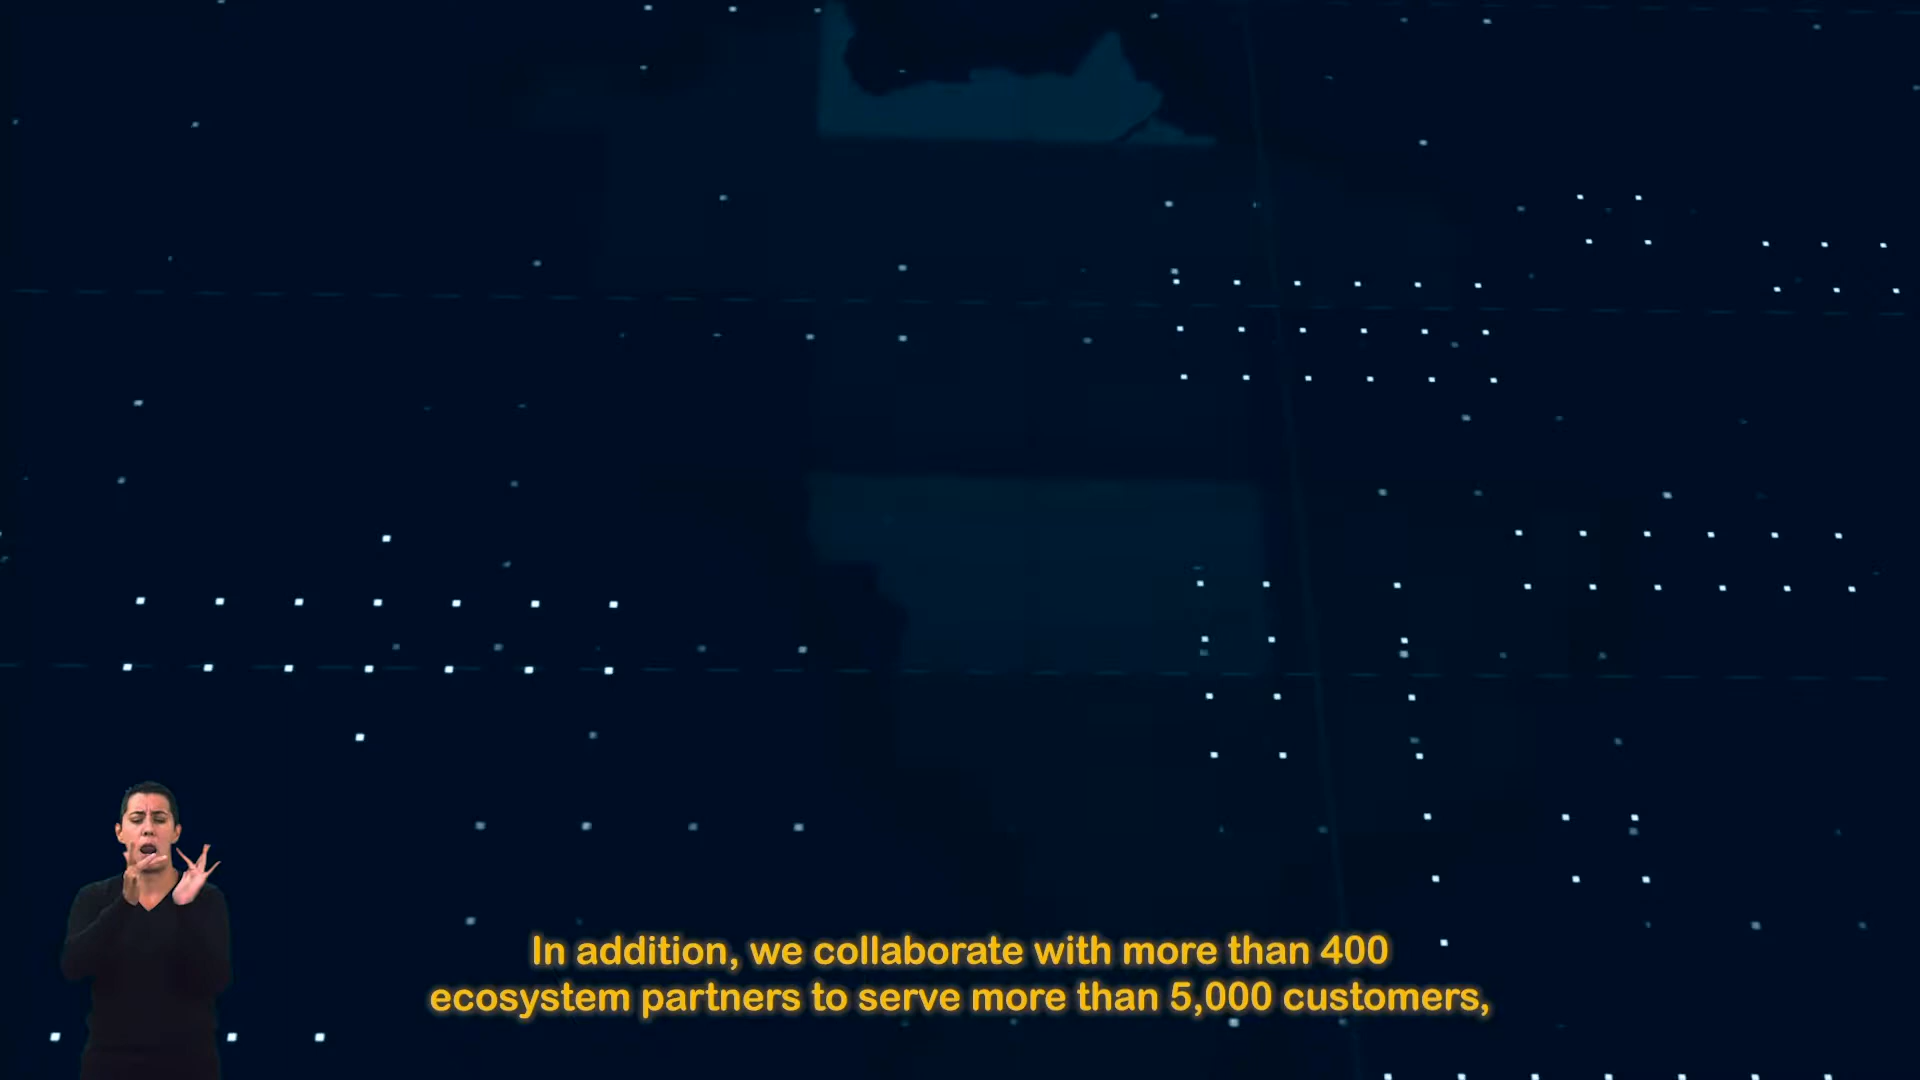 In addition, we collaborate with more than 400
ecosystem partners to serve more than 5,000 customers,